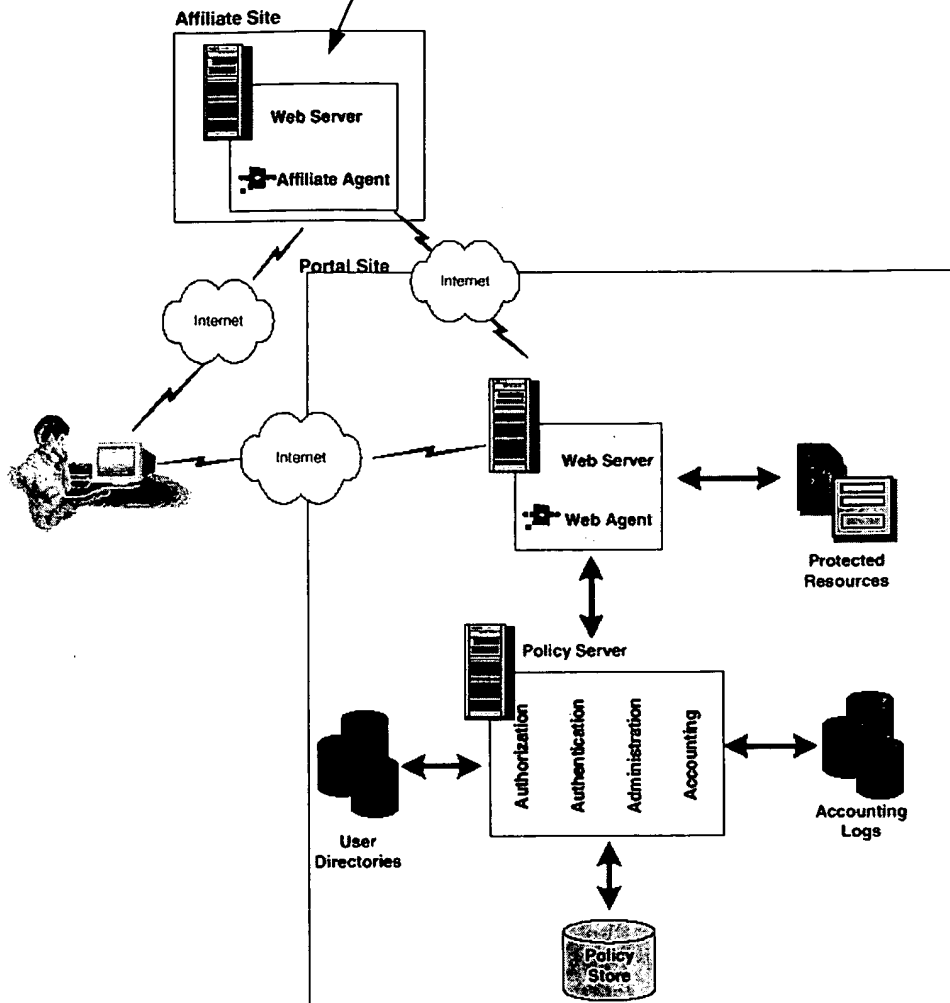 Affiliate Site
Web Server
Affiliate Agent
Portal Site
Internet
Internet
Internet
Web Server
Web Agent
Protected
Resources
Policy Server
Authorization
Authentication
Administration
Accounting
User
Directories
Accounting
Logs
Policy
Store